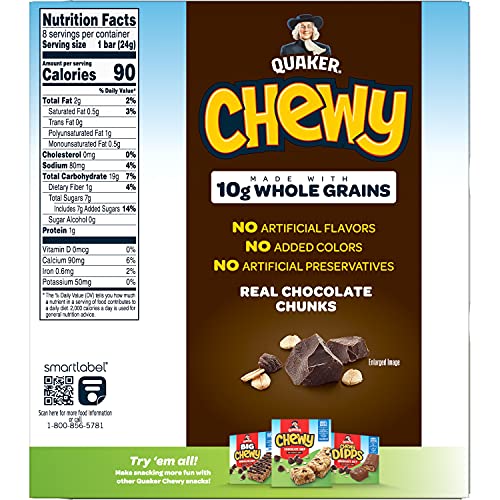 Nutrition Facts
8 servings per container
Serving size 1 bar (24g)
Amount per serving
Calories 90
% Daily Value*
Total Fat 2g 2%
Saturated Fat 0.5g 3%
Trans Fat 0g
Polyunsaturated Fat 1g
Monounsaturated Fat 0.5g
Cholesterol 0mg 0%
Sodium 80mg 4%
Total Carbohydrate 19g 7%
Dietary Fiber 1g 4%
Total Sugars 7g
Includes 7g Added Sugars 14%
Sugar Alcohol 0g
Protein 1g
Vitamin D 0mcg 0%
Calcium 90mg 6%
Iron 0.6mg 2%
Potassium 50mg 0%
* The % Daily Value (DV) tells you how much
a nutrient in a serving of food contributes to
a daily diet. 2,000 calories a day is used for
general nutrition advice.
smartlabel
Scan here for more food information
or call
1-800-856-5781
QUAKER
Chewy
MADE WITH
10g WHOLE GRAINS
NO ARTIFICIAL FLAVORS
NO ADDED COLORS
NO ARTIFICIAL PRESERVATIVES
REAL CHOCOLATE
CHUNKS
Enlarged Image
Try 'em all!
Make snacking more fun with
other Quaker Chewy snacks!
BIG
Chewy
Chewy
Chewy
DIPPS